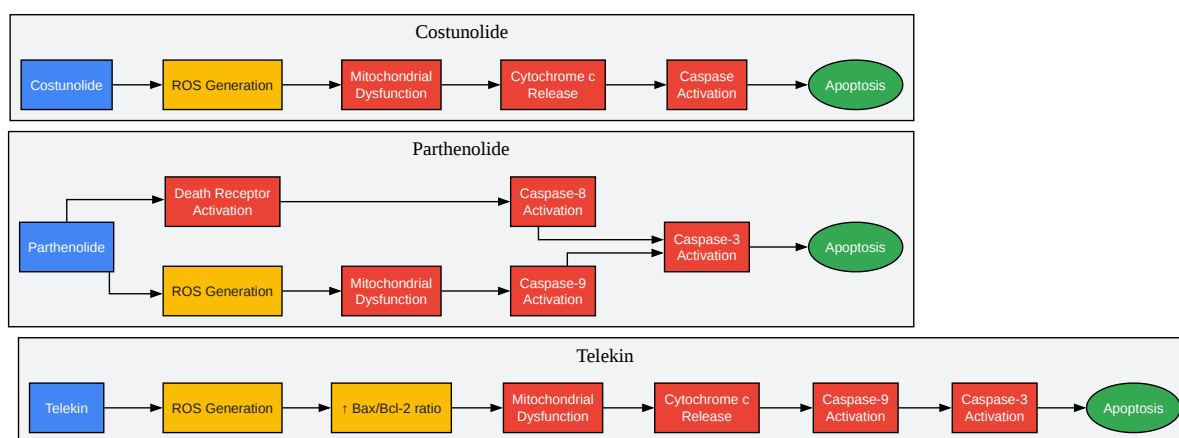 Costunolide
Costunolide
ROS Generation
Mitochondrial
Dysfunction
Cytochrome c
Release
Caspase
Activation
Apoptosis
Parthenolide
Parthenolide
Death Receptor
Activation
Caspase-8
Activation
ROS Generation
Mitochondrial
Dysfunction
Caspase-9
Activation
Caspase-3
Activation
Apoptosis
Telekin
Telekin
ROS Generation
↑ Bax/Bcl-2 ratio
Mitochondrial
Dysfunction
Cytochrome c
Release
Caspase-9
Activation
Caspase-3
Activation
Apoptosis